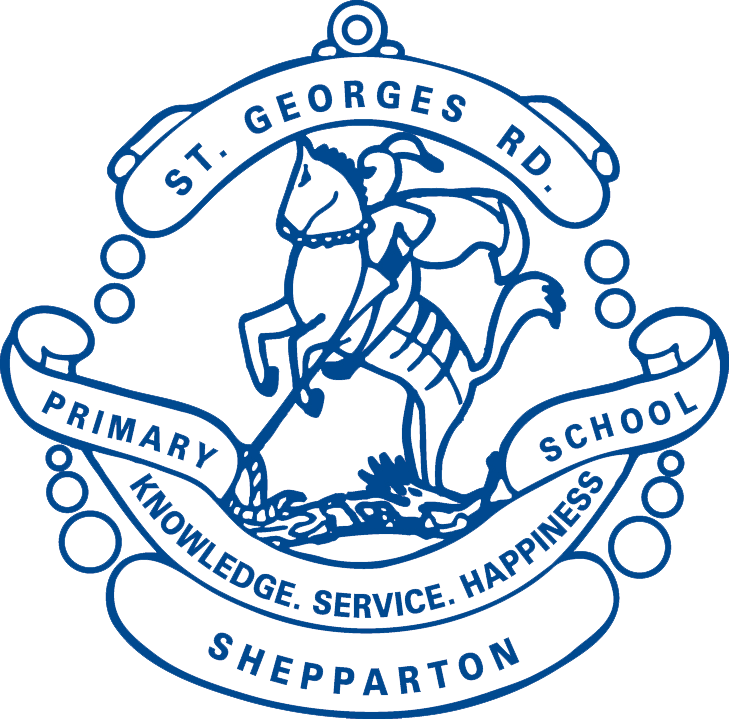 ST. GEORGES RD.
PRIMARY SCHOOL
KNOWLEDGE. SERVICE. HAPPINESS
SHEPPARTON